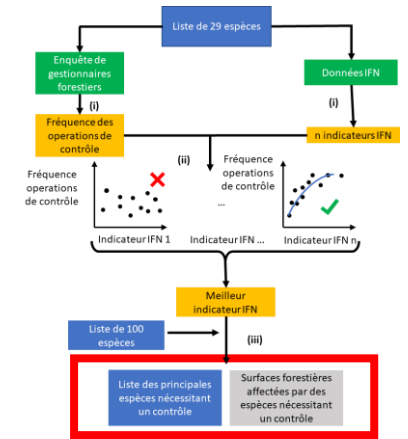 Liste de 29 espèces
Enquête de
gestionnaires
forestiers
Données IFN
(i)
(i)
Fréquence des
operations de
contrôle
n indicateurs IFN
(ii)
Fréquence
operations
de contrôle
...
Fréquence
operations
de contrôle
Indicateur IFN 1
Indicateur IFN ...
Indicateur IFN n
Meilleur
indicateur IFN
Liste de 100
espèces
(iii)
Liste des principales
espèces nécessitant
un contrôle
Surfaces forestières
affectées par des
espèces nécessitant
un contrôle